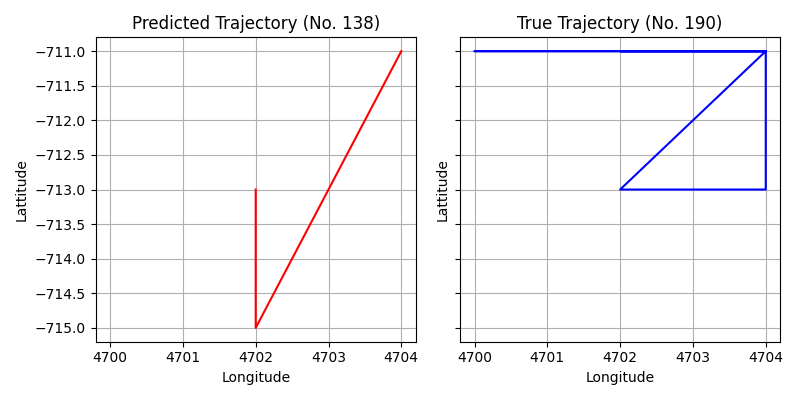 Predicted Trajectory (No. 138)
True Trajectory (No. 190)
Lattitude
−711.0
−711.5
−712.0
−712.5
−713.0
−713.5
−714.0
−714.5
−715.0
4700 4701 4702 4703 4704
Longitude
Lattitude
4700 4701 4702 4703 4704
Longitude